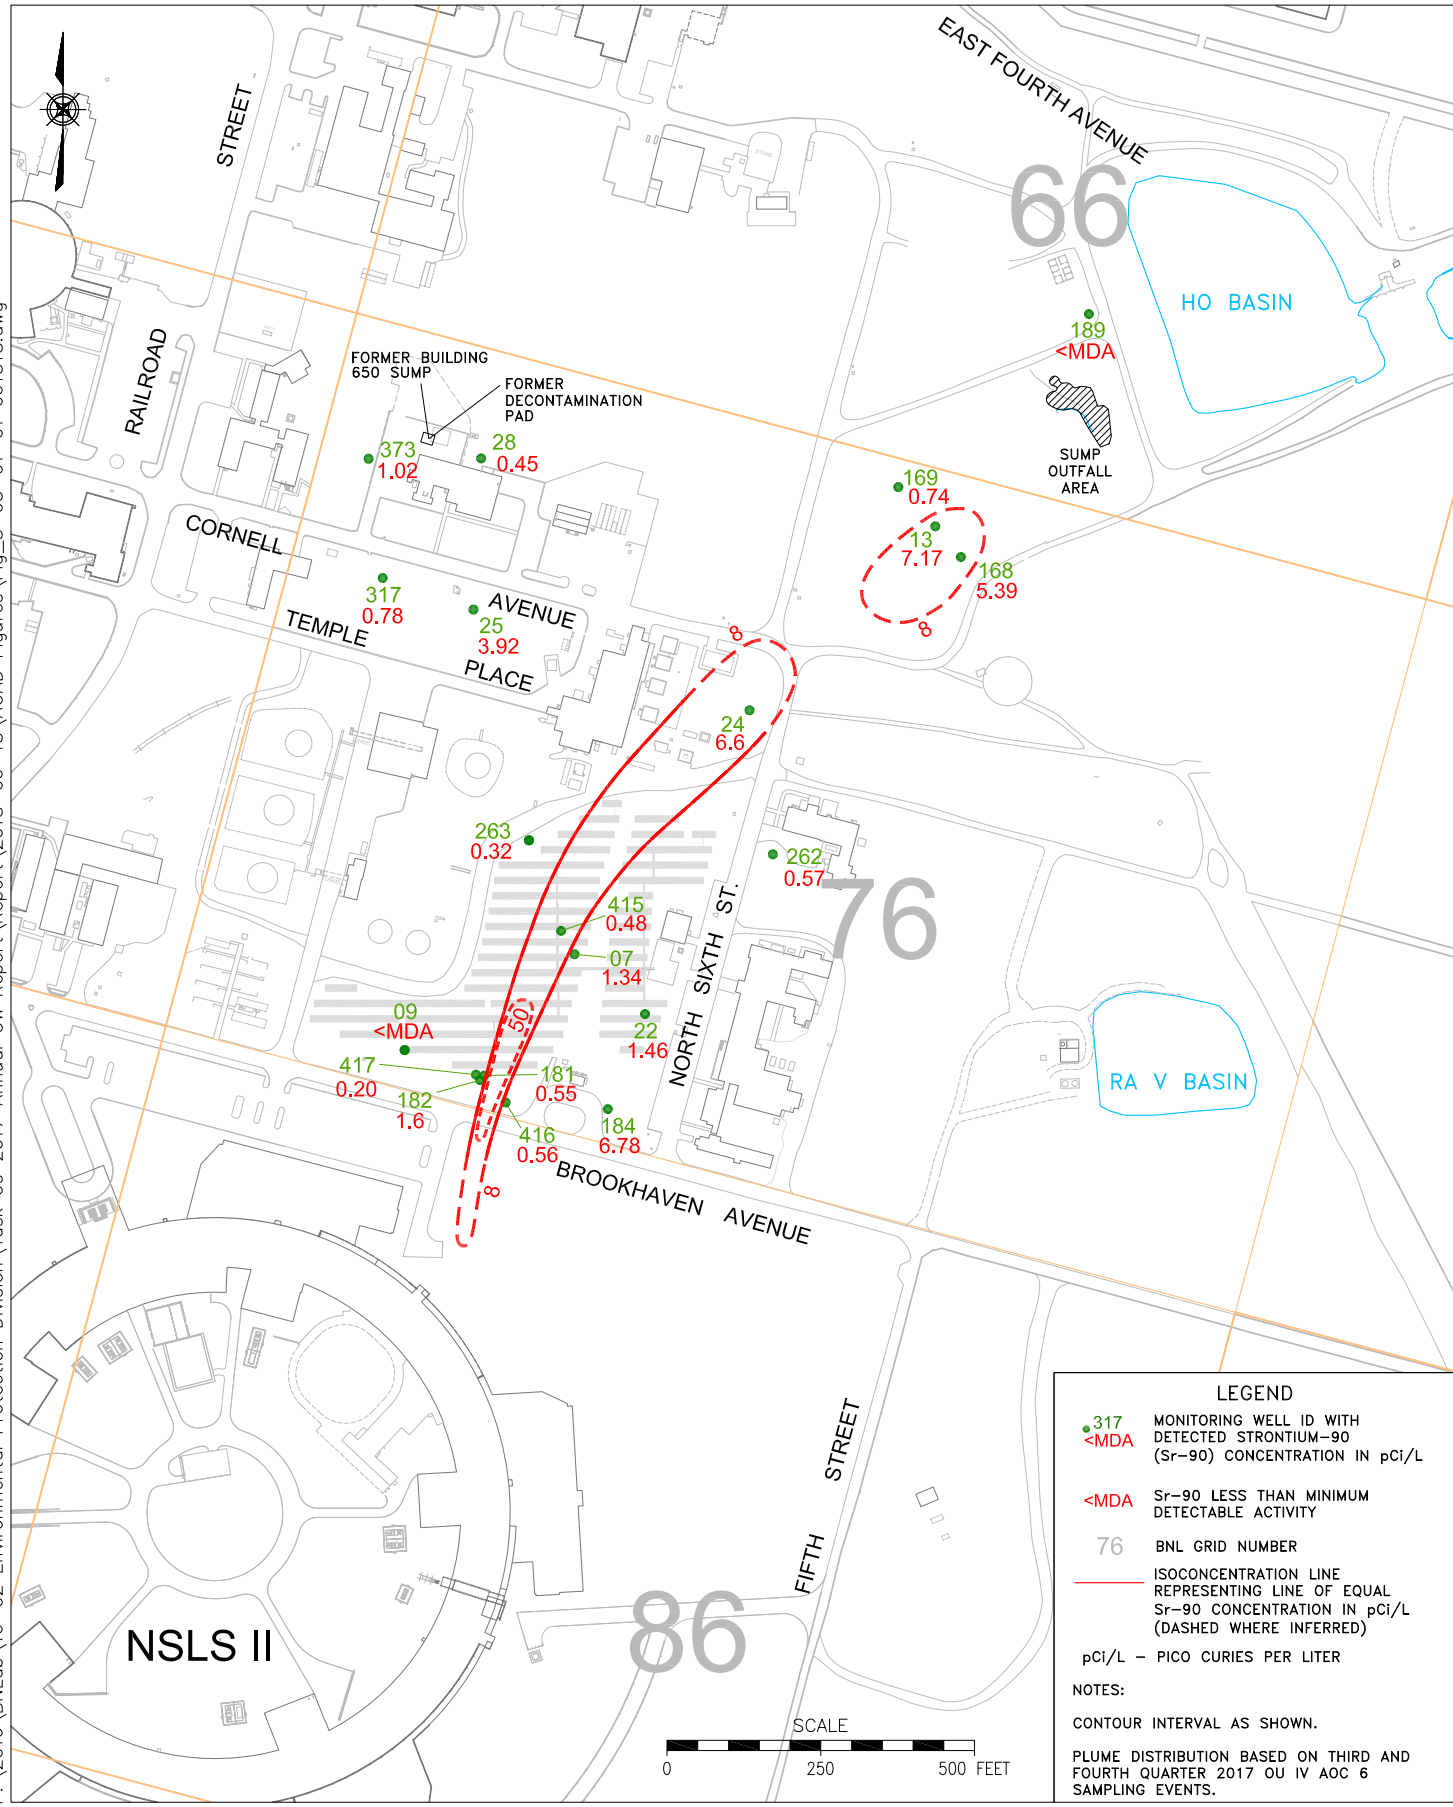 EAST FOURTH AVENUE
STREET
66
STONE
HO BASIN
189
<MDA
RAILROAD
FORMER BUILDING
650 SUMP
FORMER
DECONTAMINATION
PAD
373
1.02
28
0.45
SUMP
OUTFALL
AREA
169
0.74
13
7.17
168
5.39
8
CORNELL
AVENUE
317
0.78
25
3.92
TEMPLE
PLACE
8
24
6.6
263
0.32
262
0.57
76
415
0.48
07
1.34
NORTH SIXTH ST.
09
<MDA
50
22
1.46
417
0.20
181
0.55
182
1.6
416
0.56
184
6.78
RA V BASIN
8
BROOKHAVEN AVENUE
FIFTH STREET
NSLS II
86
SCALE
0 250 500 FEET
LEGEND
317
<MDA
MONITORING WELL ID WITH
DETECTED STRONTIUM-90
(Sr-90) CONCENTRATION IN pCi/L
<MDA
Sr-90 LESS THAN MINIMUM
DETECTABLE ACTIVITY
76 BNL GRID NUMBER
ISOCONCENTRATION LINE
REPRESENTING LINE OF EQUAL
Sr-90 CONCENTRATION IN pCi/L
(DASHED WHERE INFERRED)
pCi/L - PICO CURIES PER LITER
NOTES:
CONTOUR INTERVAL AS SHOWN.
PLUME DISTRIBUTION BASED ON THIRD AND
FOURTH QUARTER 2017 OU IV AOC 6
SAMPLING EVENTS.